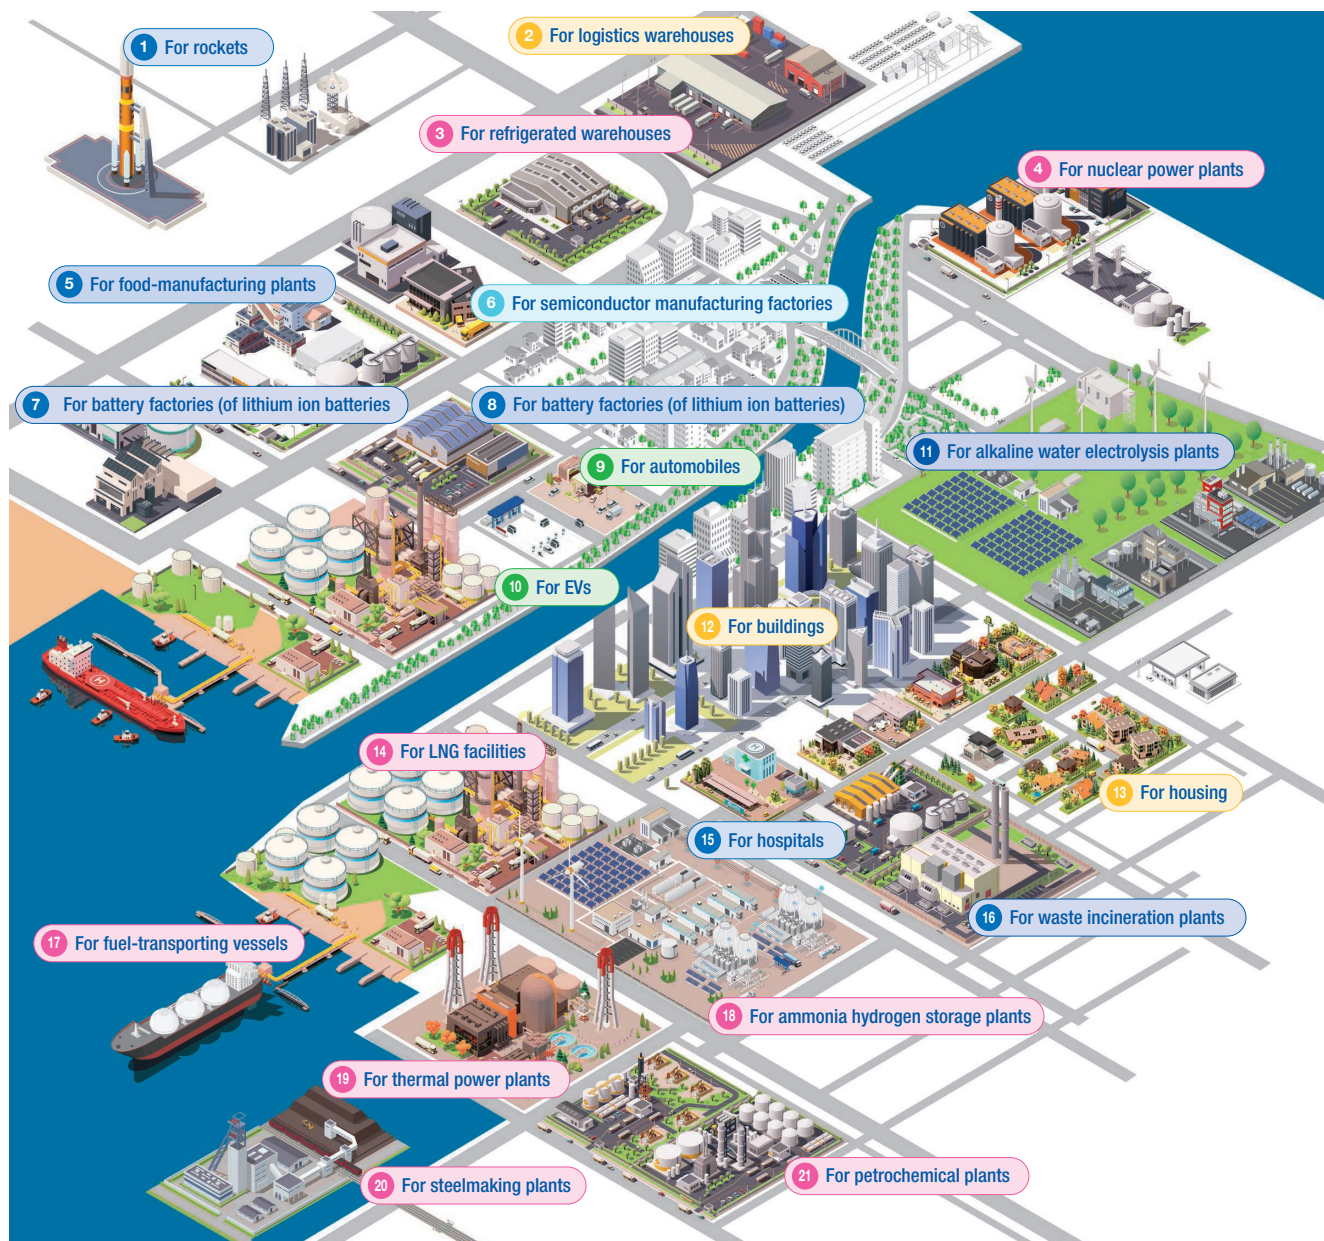 1 For rockets
2 For logistics warehouses
3 For refrigerated warehouses
4 For nuclear power plants
5 For food-manufacturing plants
6 For semiconductor manufacturing factories
7 For battery factories (of lithium ion batteries
8 For battery factories (of lithium ion batteries)
9 For automobiles
10 For EVs
11 For alkaline water electrolysis plants
12 For buildings
13 For housing
14 For LNG facilities
15 For hospitals
16 For waste incineration plants
17 For fuel-transporting vessels
18 For ammonia hydrogen storage plants
19 For thermal power plants
20 For steelmaking plants
21 For petrochemical plants
H
H